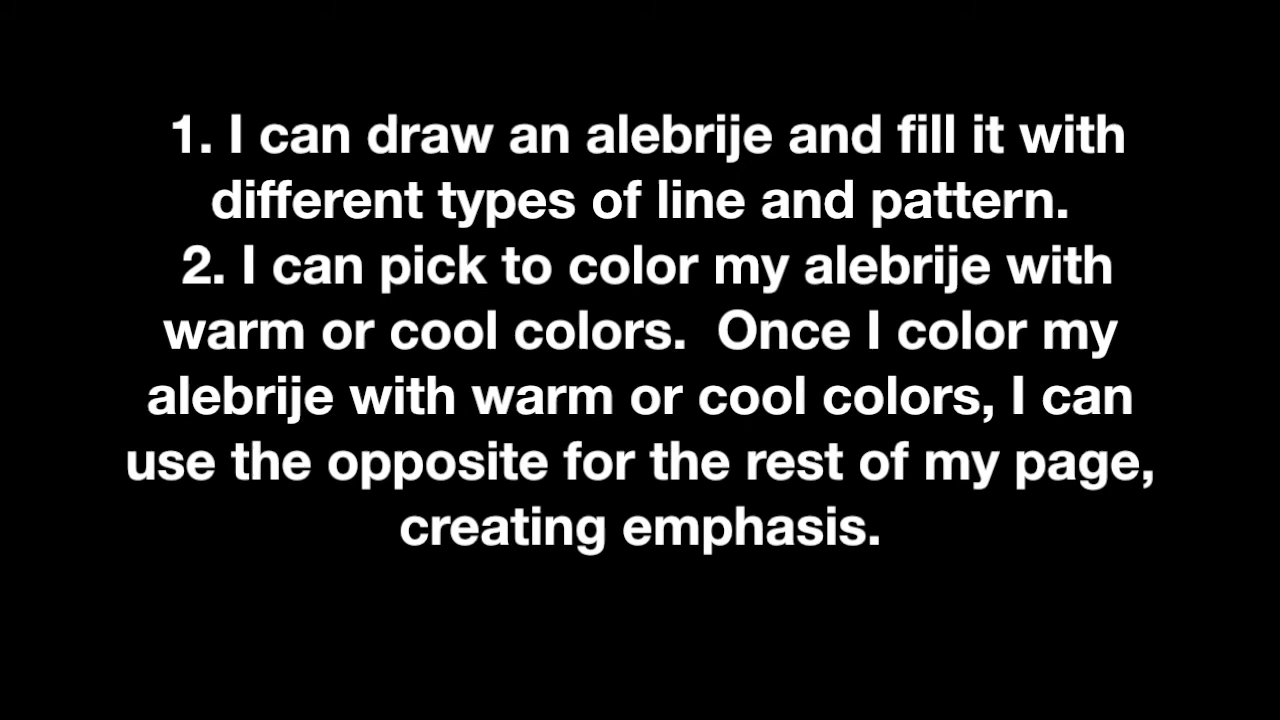 1. I can draw an alebrije and fill it with
different types of line and pattern.
2. I can pick to color my alebrije with
warm or cool colors.  Once I color my
alebrije with warm or cool colors, I can
use the opposite for the rest of my page,
creating emphasis.